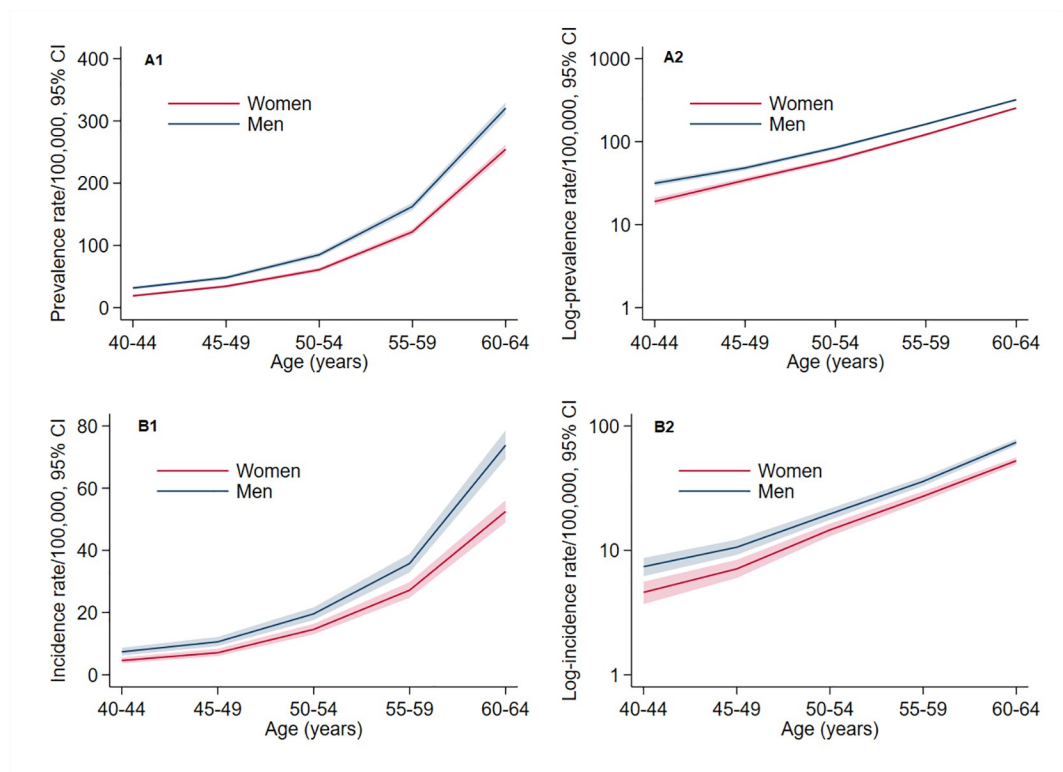 A1
Prevalence rate/100,000, 95% CI
400
300
200
100
0
Women
Men
40-44 45-49 50-54 55-59 60-64
Age (years)
A2
Log-prevalence rate/100,000, 95% CI
1000
100
10
1
Women
Men
40-44 45-49 50-54 55-59 60-64
Age (years)
B1
Incidence rate/100,000, 95% CI
80
60
40
20
0
Women
Men
40-44 45-49 50-54 55-59 60-64
Age (years)
B2
Log-incidence rate/100,000, 95% CI
100
10
1
Women
Men
40-44 45-49 50-54 55-59 60-64
Age (years)